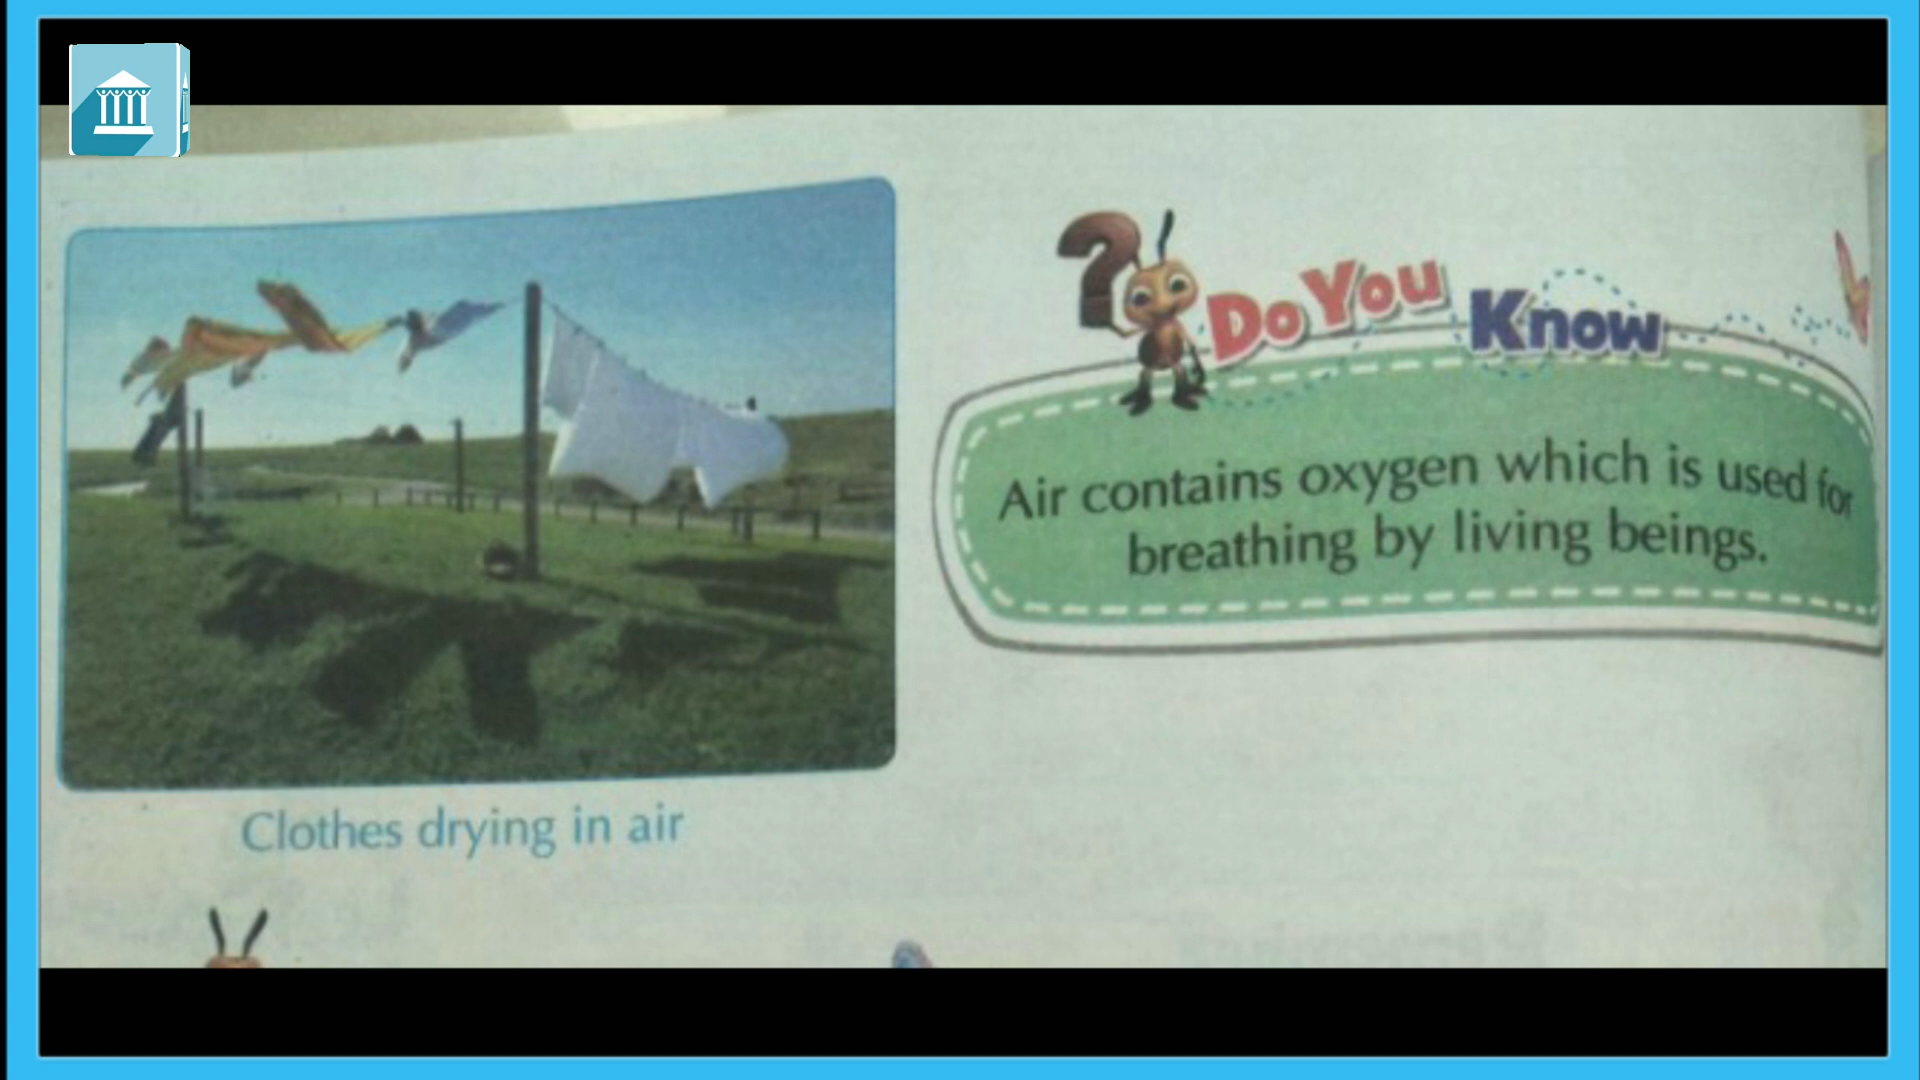 Do You Know
Air contains oxygen which is used for
breathing by living beings.
Clothes drying in air